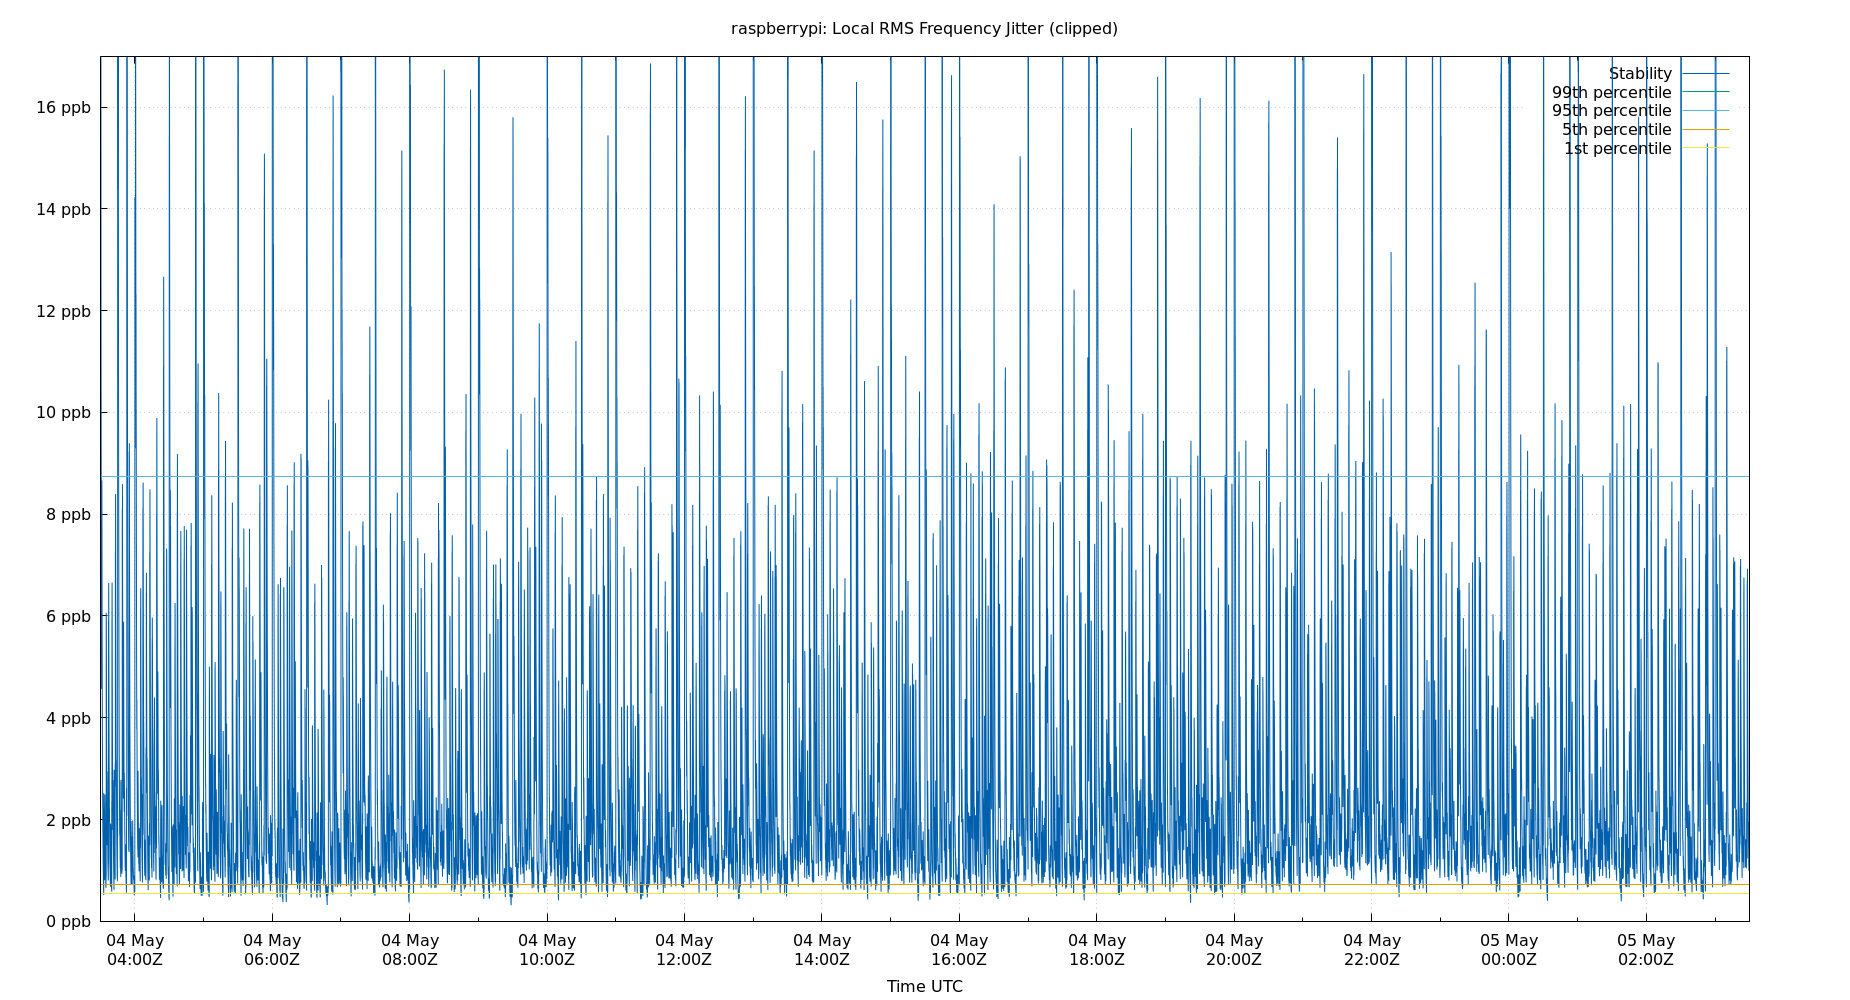 raspberrypi: Local RMS Frequency Jitter (clipped)
Stability
99th percentile
95th percentile
5th percentile
1st percentile
16 ppb
14 ppb
12 ppb
10 ppb
8 ppb
6 ppb
4 ppb
2 ppb
0 ppb
04 May 04 May 04 May 04 May 04 May 04 May 04 May 04 May 04 May 04 May 05 May 05 May
04:00Z 06:00Z 08:00Z 10:00Z 12:00Z 14:00Z 16:00Z 18:00Z 20:00Z 22:00Z 00:00Z 02:00Z
Time UTC